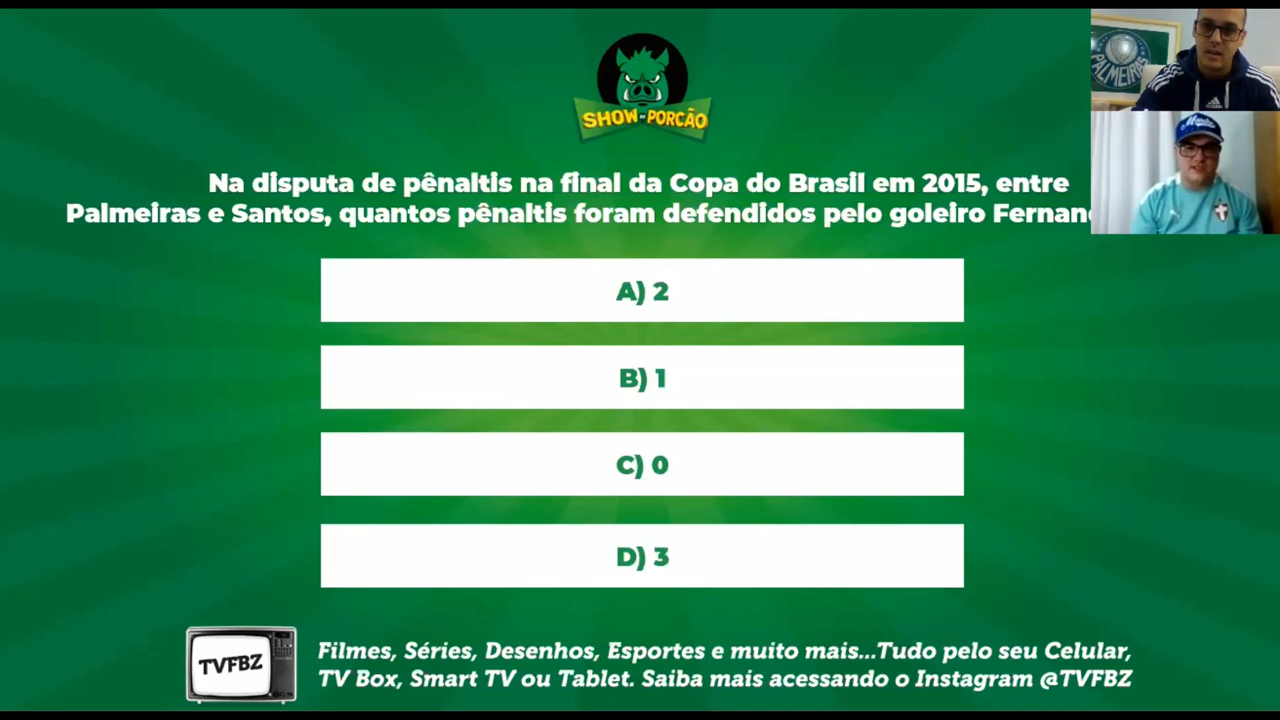 SHOW-PORCÃO
PALMEIRAS
Na disputa de pênaltis na final da Copa do Brasil em 2015, entre
Palmeiras e Santos, quantos pênaltis foram defendidos pelo goleiro
A) 2
B) 1
C) 0
D) 3
TVFBZ
Filmes, Séries, Desenhos, Esportes e muito mais...Tudo pelo seu Celular,
TV Box, Smart TV ou Tablet. Saiba mais acessando o Instagram @TVFBZ